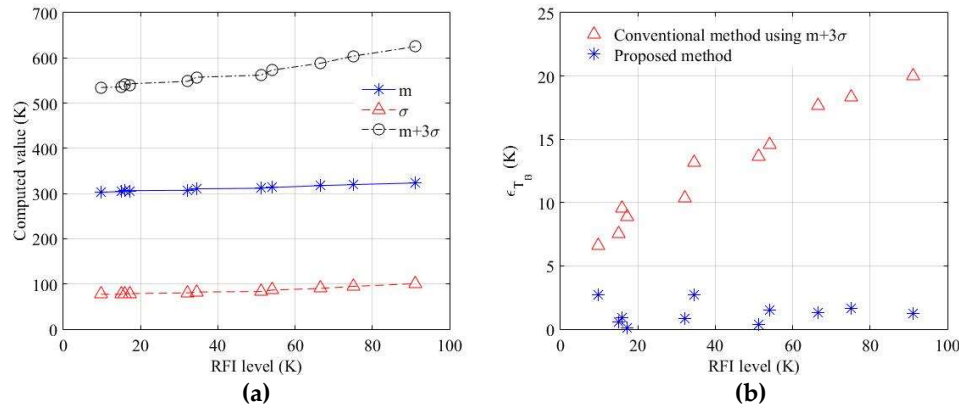 700
600
500
400
300
200
100
0
Computed value (K)
m
σ
m+3σ
0 20 40 60 80 100
RFI level (K)
(a)
25
20
15
10
5
0
ϵ_{T_B} (K)
Conventional method using m+3σ
Proposed method
0 20 40 60 80 100
RFI level (K)
(b)